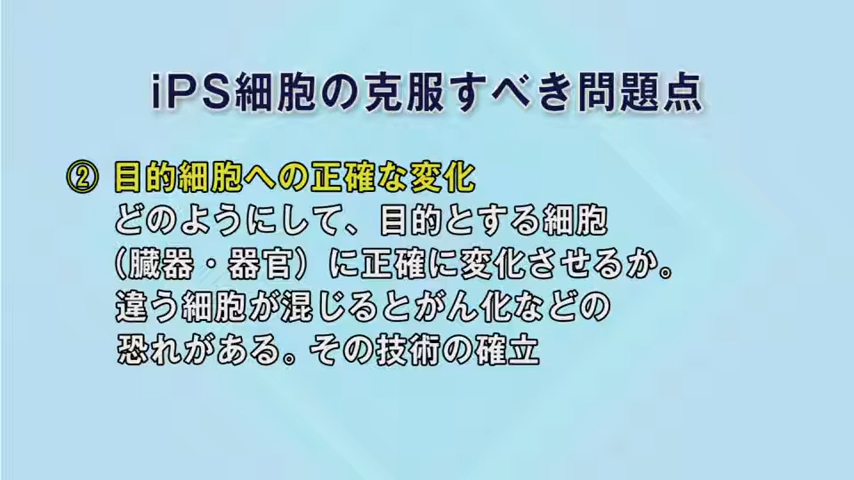 iPS細胞の克服すべき問題点
② 目的細胞への正確な変化
どのようにして、目的とする細胞
（臓器・器官）に正確に変化させるか。
違う細胞が混じるとがん化などの
恐れがある。その技術の確立